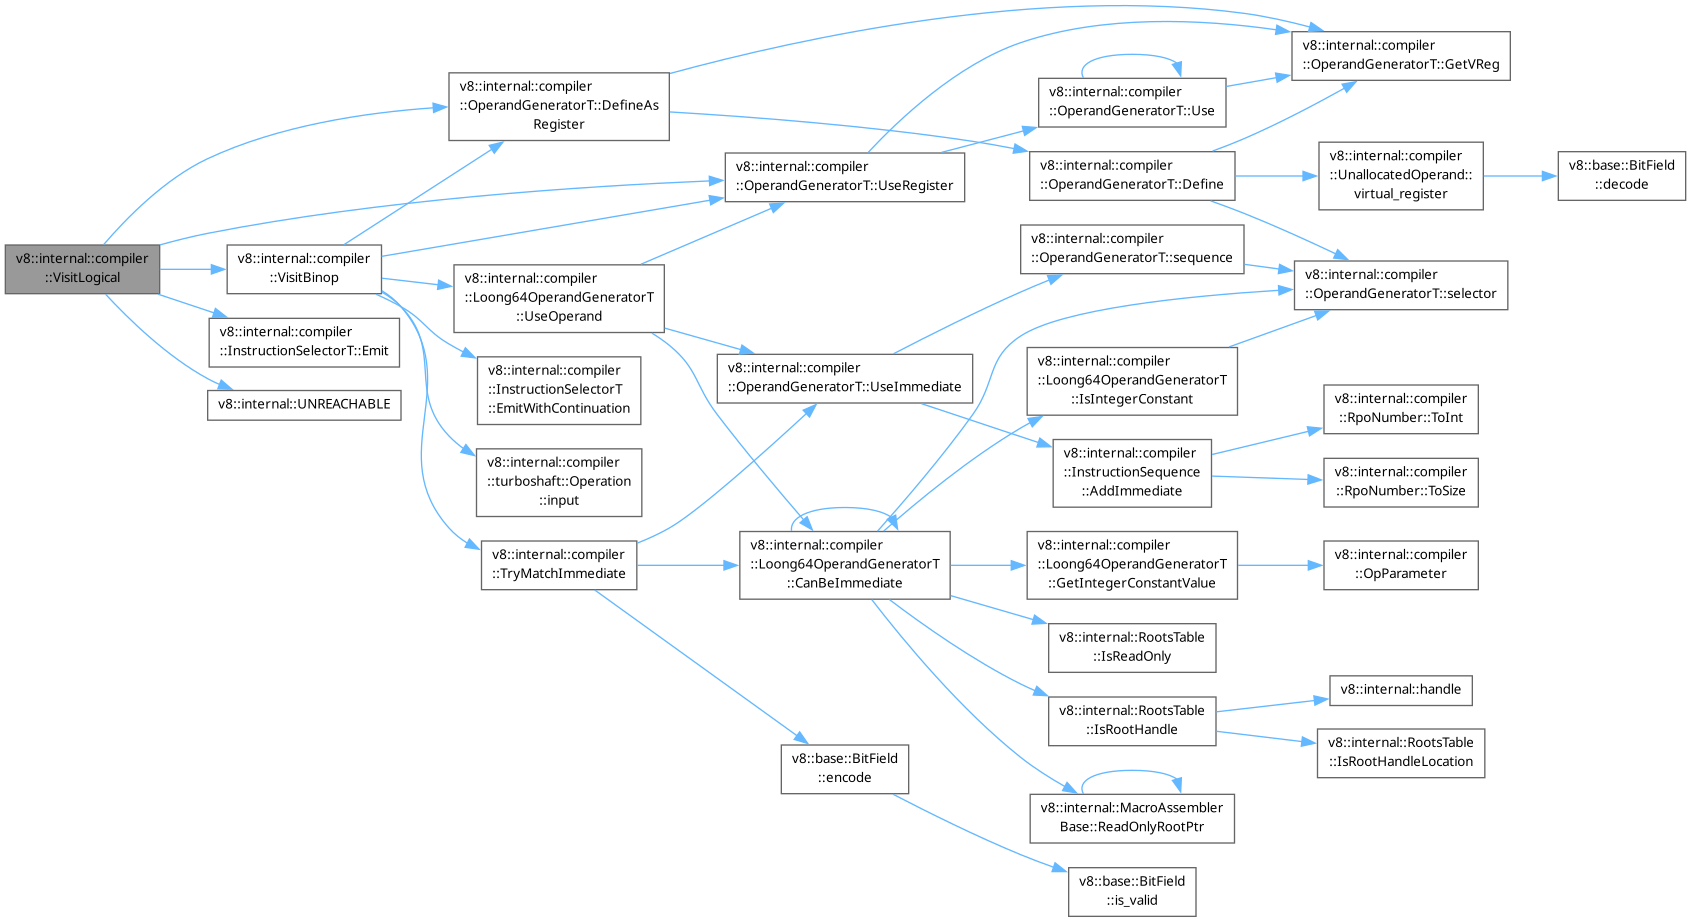 v8::internal::compiler
::VisitLogical
v8::internal::compiler
::VisitBinop
v8::internal::compiler
::InstructionSelectorT::Emit
v8::internal::UNREACHABLE
v8::internal::compiler
::OperandGeneratorT::DefineAs
Register
v8::internal::compiler
::Loong64OperandGeneratorT
::UseOperand
v8::internal::compiler
::InstructionSelectorT
::EmitWithContinuation
v8::internal::compiler
::turboshaft::Operation
::input
v8::internal::compiler
::TryMatchImmediate
v8::internal::compiler
::OperandGeneratorT::UseRegister
v8::internal::compiler
::OperandGeneratorT::UseImmediate
v8::internal::compiler
::Loong64OperandGeneratorT
::CanBeImmediate
v8::base::BitField
::encode
v8::internal::compiler
::OperandGeneratorT::Use
v8::internal::compiler
::OperandGeneratorT::Define
v8::internal::compiler
::OperandGeneratorT::sequence
v8::internal::compiler
::Loong64OperandGeneratorT
::IsIntegerConstant
v8::internal::compiler
::InstructionSequence
::AddImmediate
v8::internal::compiler
::Loong64OperandGeneratorT
::GetIntegerConstantValue
v8::internal::RootsTable
::IsReadOnly
v8::internal::RootsTable
::IsRootHandle
v8::internal::MacroAssembler
Base::ReadOnlyRootPtr
v8::base::BitField
::is_valid
v8::internal::compiler
::OperandGeneratorT::GetVReg
v8::internal::compiler
::UnallocatedOperand::
virtual_register
v8::internal::compiler
::OperandGeneratorT::selector
v8::internal::compiler
::RpoNumber::ToInt
v8::internal::compiler
::RpoNumber::ToSize
v8::internal::compiler
::OpParameter
v8::internal::handle
v8::internal::RootsTable
::IsRootHandleLocation
v8::base::BitField
::decode